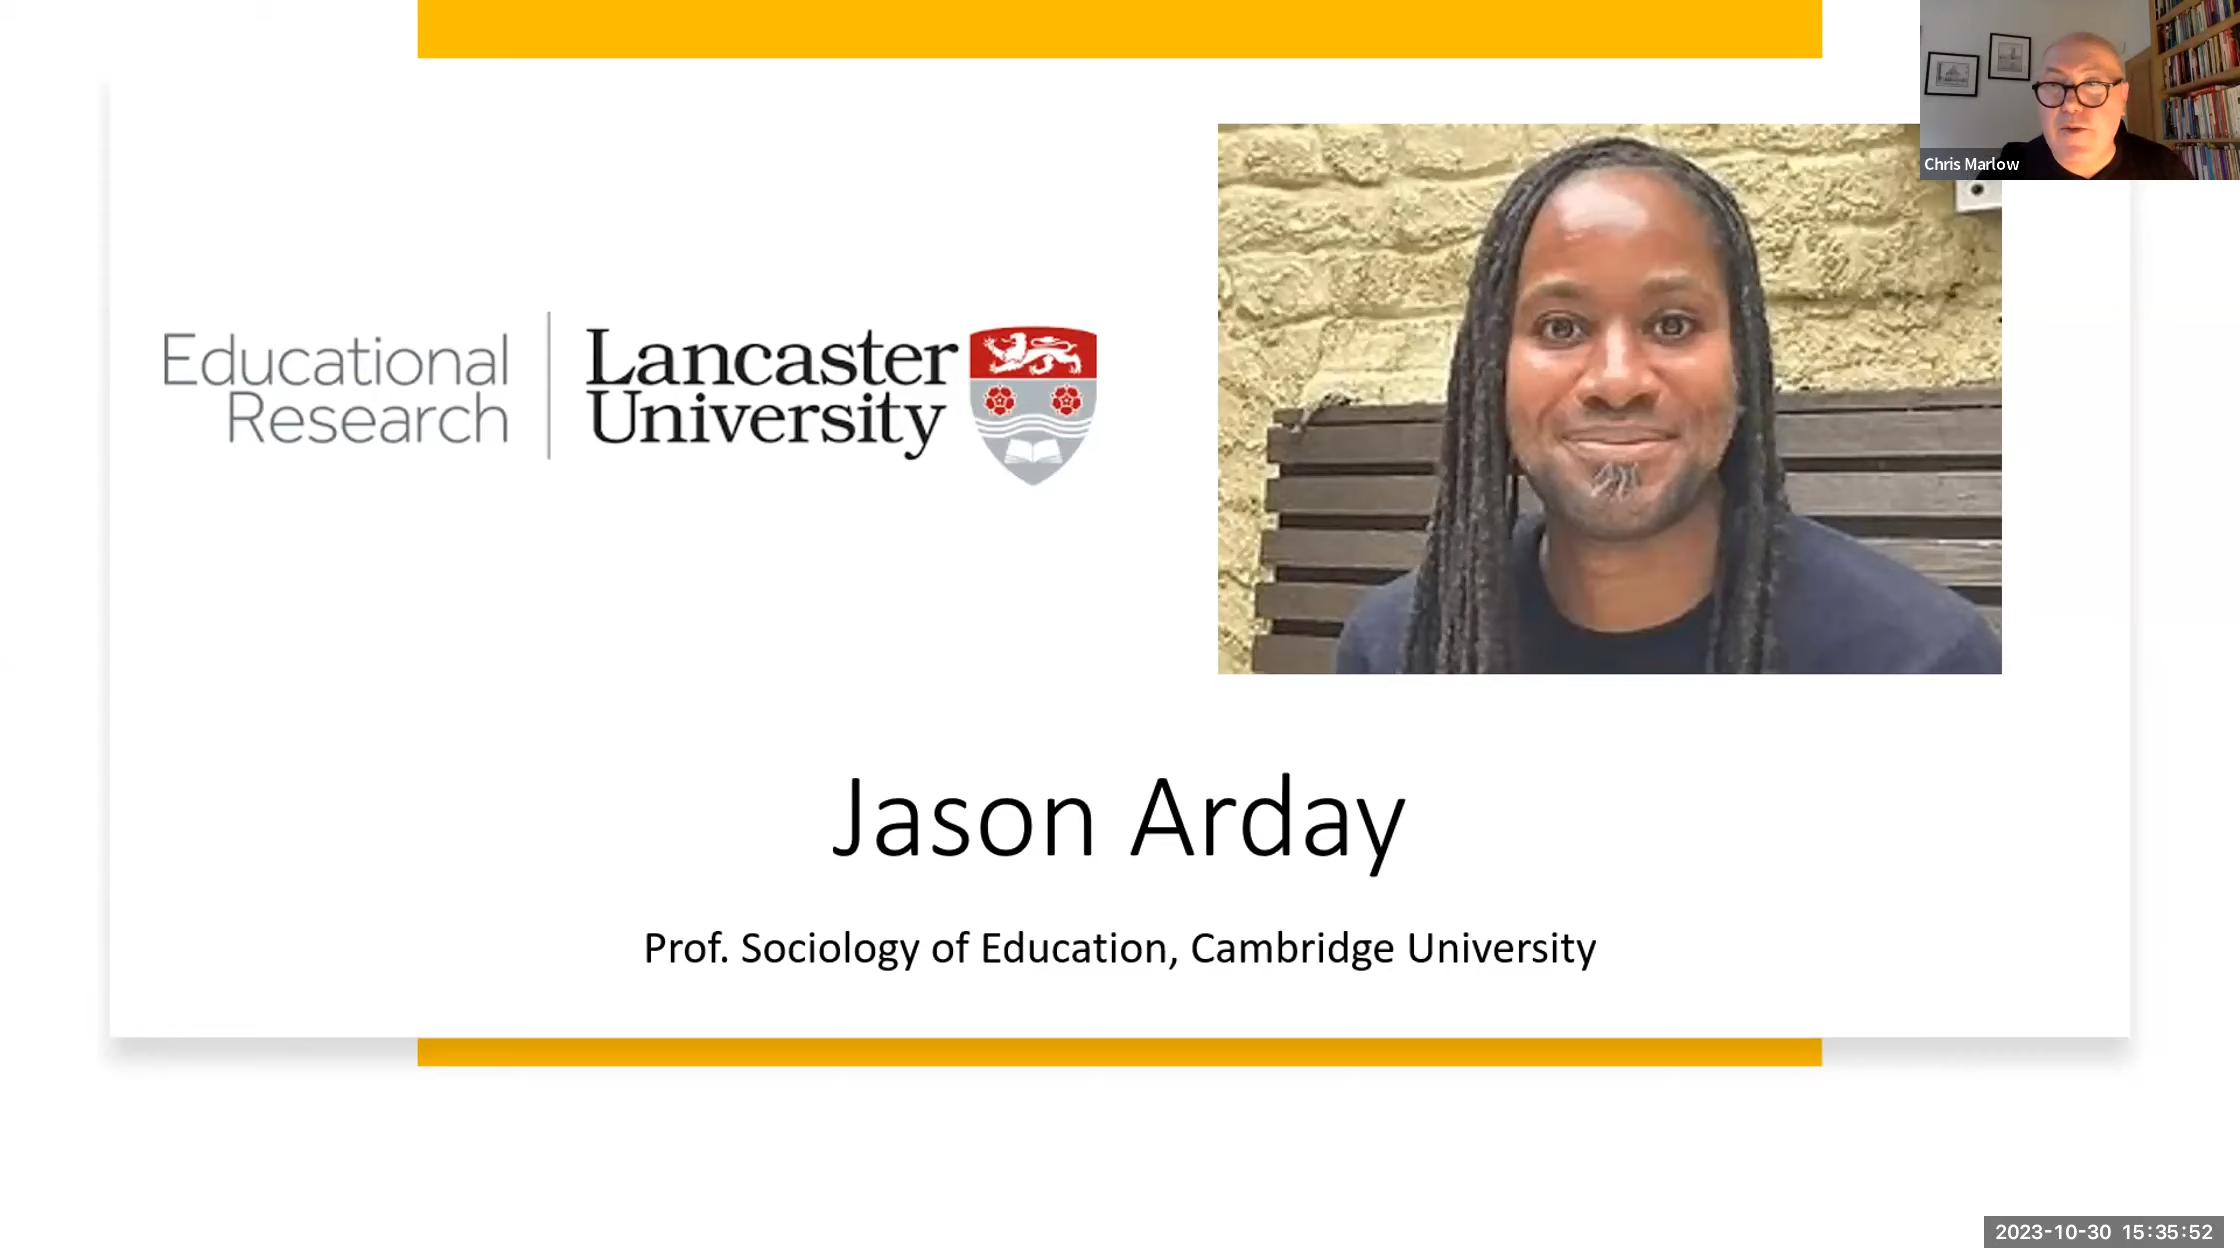 Chris Marlow
Educational
Research
Lancaster
University
Jason Arday
Prof. Sociology of Education, Cambridge University
2023-10-30 15:35:52